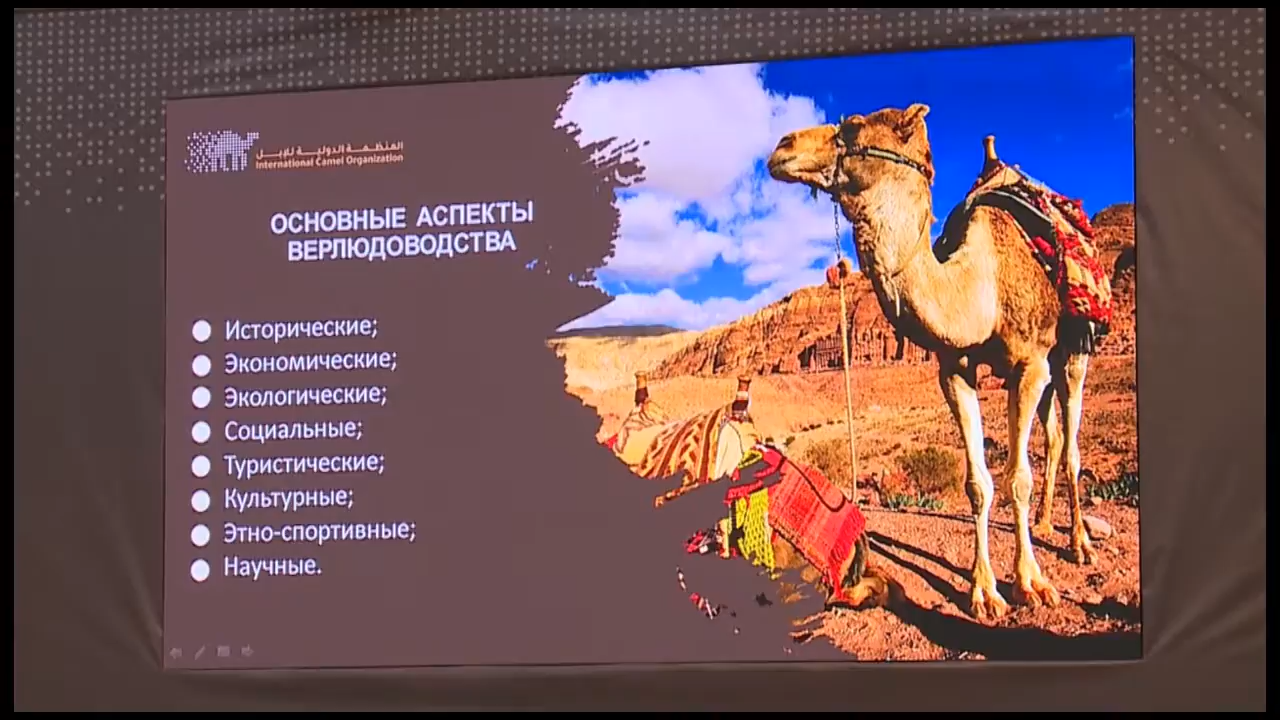 المنظمة الدولية للإبل
International Camel Organization
ОСНОВНЫЕ АСПЕКТЫ
ВЕРЛЮДОВОДСТВА
Исторические;
Экономические;
Экологические;
Социальные;
Туристические;
Культурные;
Этно-спортивные;
Научные.